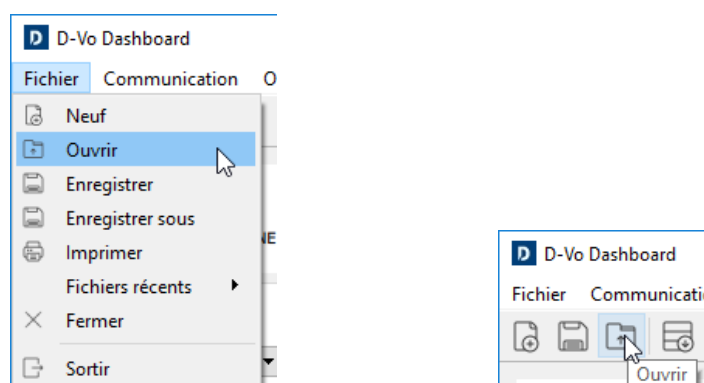 D D-Vo Dashboard
Fichier Communication O
Neuf
Ouvrir
Enregistrer
Enregistrer sous
NE
Imprimer
Fichiers récents
Fermer
Sortir
D D-Vo Dashboard
Fichier Communicati
Ouvrir